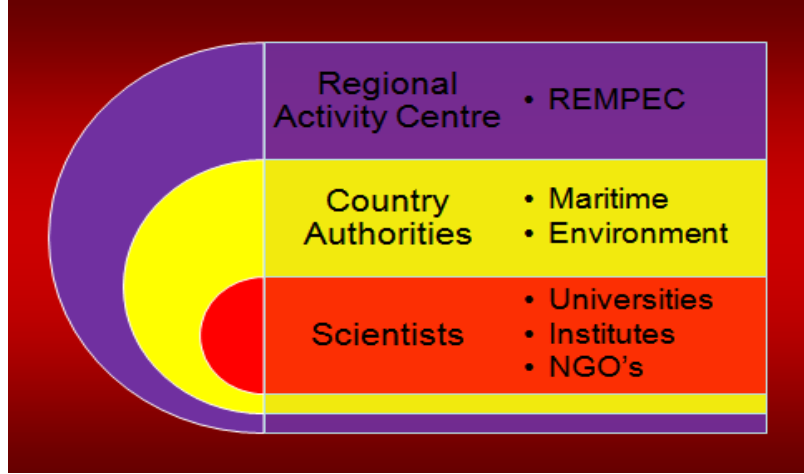 Regional
Activity Centre
• REMPEC
Country
Authorities
• Maritime
• Environment
Scientists
• Universities
• Institutes
• NGO's